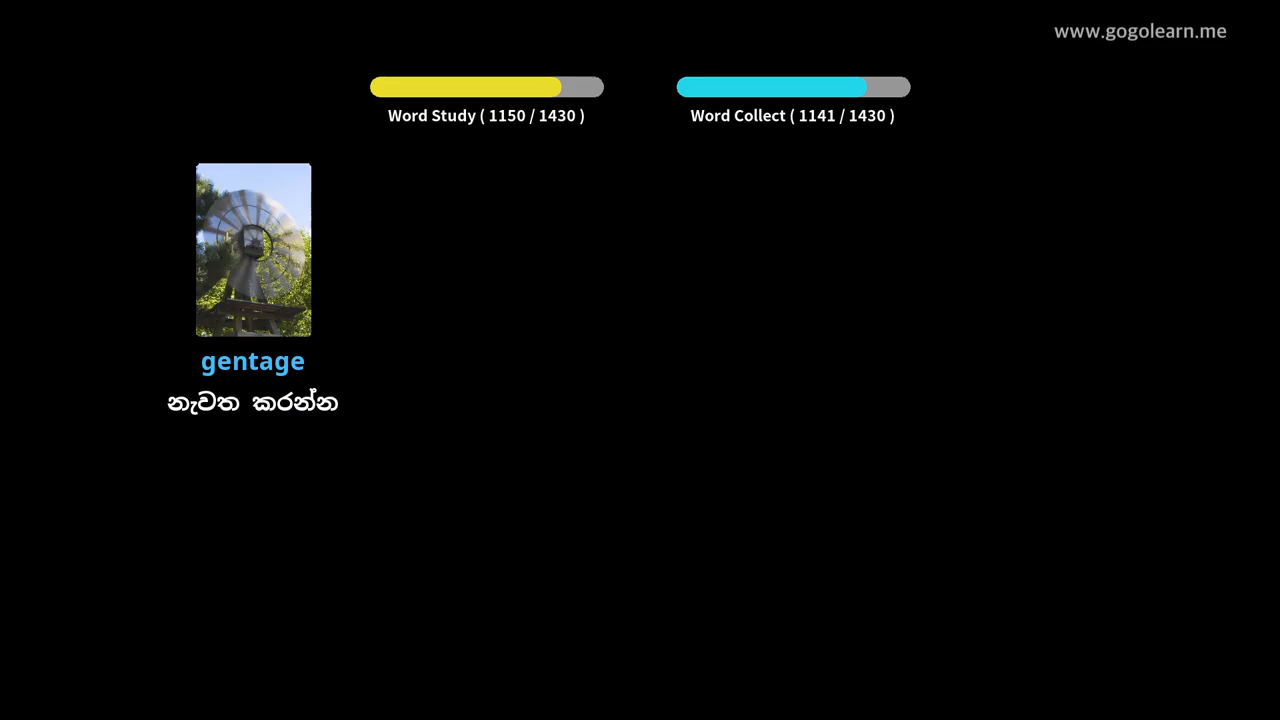 www.gogolearn.me
Word Study ( 1150 / 1430 )
Word Collect ( 1141 / 1430 )
gentage
නැවත කරන්න